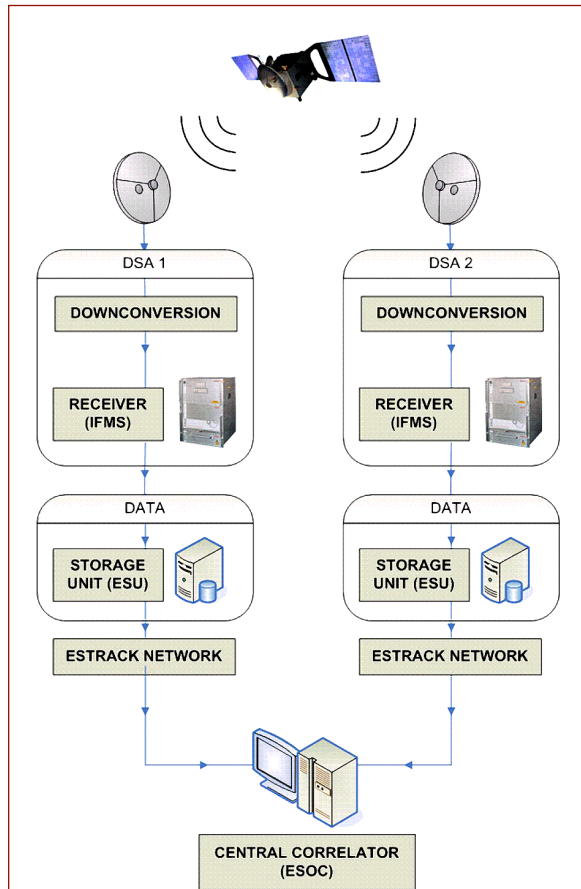 DSA 1
DOWNCONVERSION
RECEIVER
(IFMS)
DATA
STORAGE
UNIT (ESU)
ESTRACK NETWORK
DSA 2
DOWNCONVERSION
RECEIVER
(IFMS)
DATA
STORAGE
UNIT (ESU)
ESTRACK NETWORK
CENTRAL CORRELATOR
(ESOC)